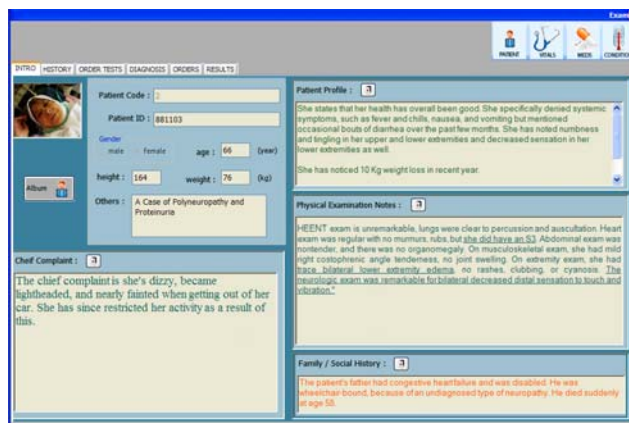 Exam
PATIENT VITALS MEDS CONDITIO
INTRO HISTORY ORDER TESTS DIAGNOSIS ORDERS RESULTS
Patient Code : 2
Patient ID : 881103
Gender
male female age : 66 (year)
height : 164 weight : 76 (kg)
Others : A Case of Polyneuropathy and
Proteinuria
Album
Cheif Complaint :
The chief complaint is she's dizzy, became
lightheaded, and nearly fainted when getting out of her
car. She has since restricted her activity as a result of
this.
Patient Profile :
She states that her health has overall been good. She specifically denied systemic
symptoms, such as fever and chills, nausea, and vomiting but mentioned
occasional bouts of diarrhea over the past few months. She has noted numbness
and tingling in her upper and lower extremities and decreased sensation in her
lower extremities as well.
She has noticed 10 Kg weight loss in recent year.
Physical Examination Notes :
HEENT exam is unremarkable, lungs were clear to percussion and auscultation. Heart
exam was regular with no murmurs, rubs, but she did have an S3. Abdominal exam was
nontender, and there was no organomegaly. On musculoskeletal exam, she had mild
right costophrenic angle tenderness, no joint swelling. On extremity exam, she had
trace bilateral lower extremity edema, no rashes, clubbing, or cyanosis. The
neurologic exam was remarkable for bilateral decreased distal sensation to touch and
vibration."
Family / Social History :
The patient's father had congestive heart failure and was disabled. He was
wheelchair-bound, because of an undiagnosed type of neuropathy. He died suddenly
at age 58.